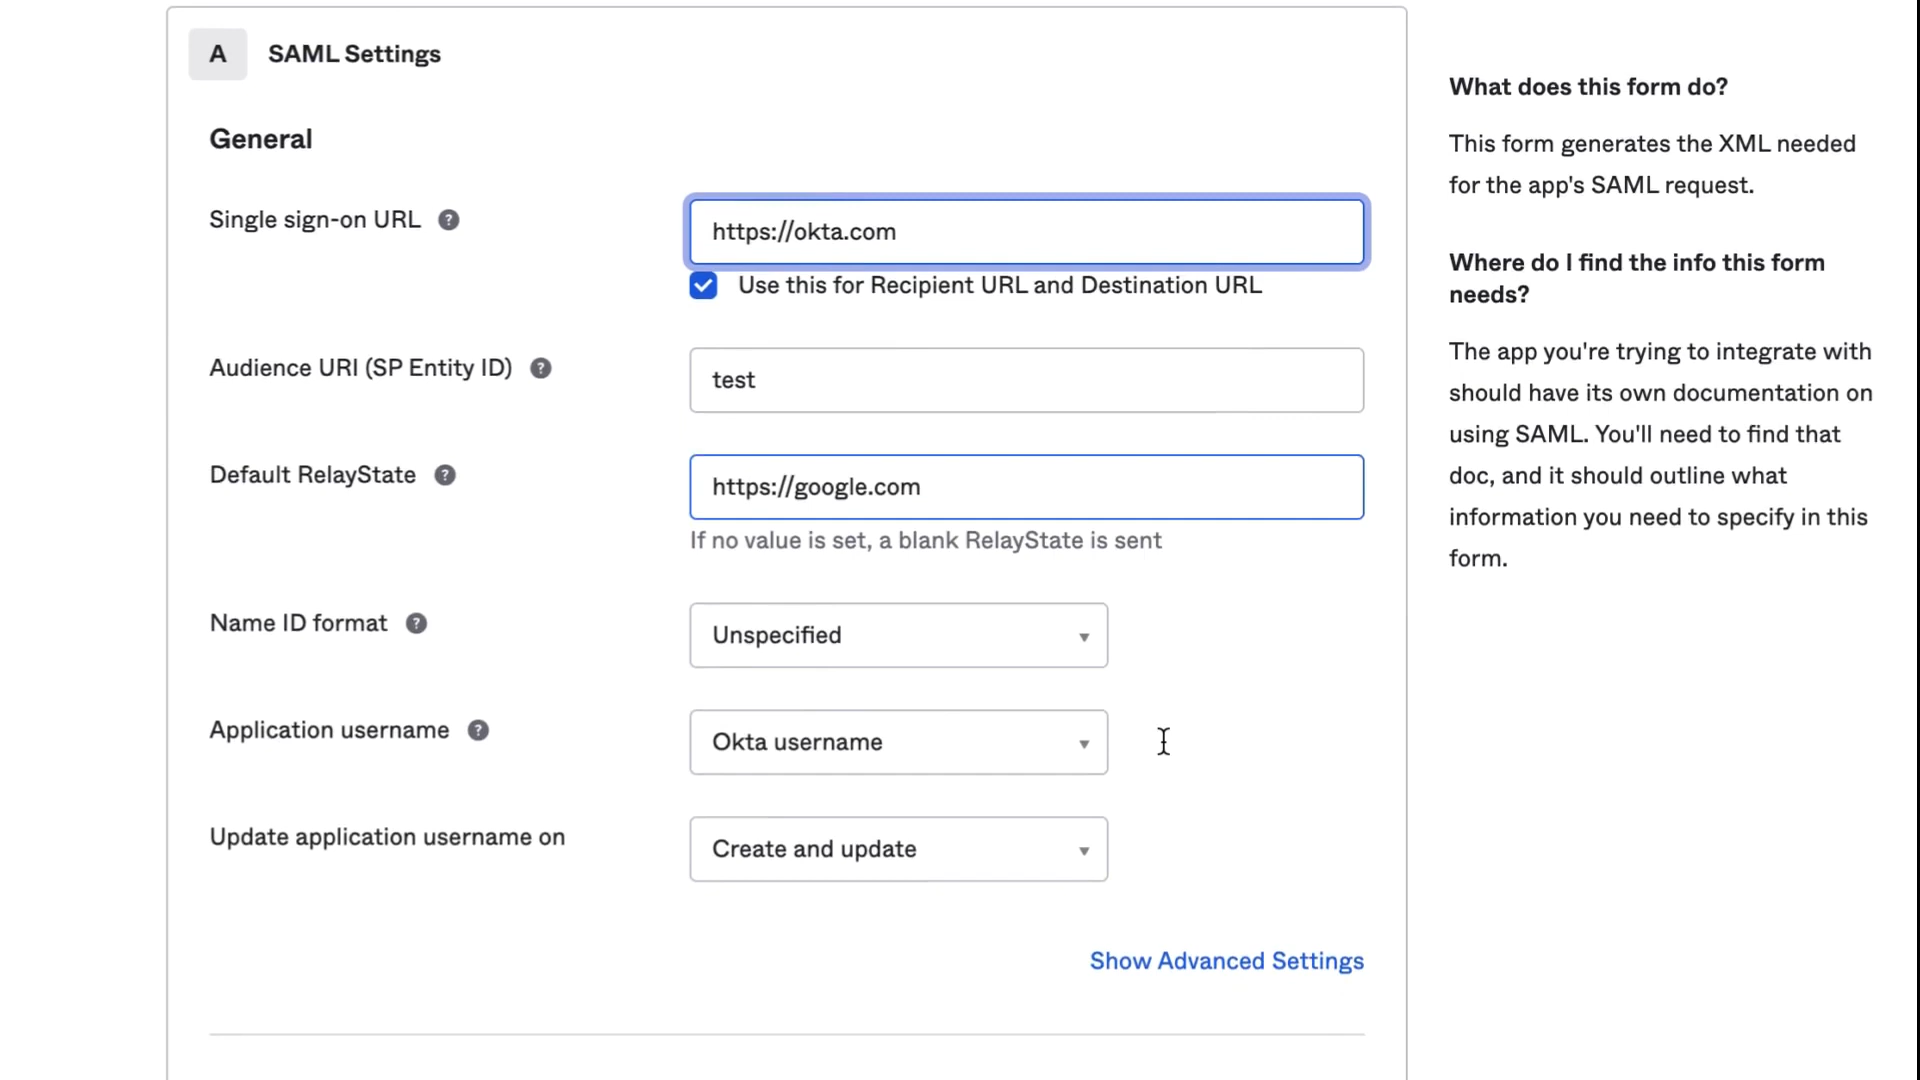 A
SAML Settings
General
Single sign-on URL ?
https://okta.com
Use this for Recipient URL and Destination URL
Audience URI (SP Entity ID) ?
test
Default RelayState ?
https://google.com
If no value is set, a blank RelayState is sent
Name ID format ?
Unspecified
Application username ?
Okta username
Update application username on
Create and update
Show Advanced Settings
What does this form do?
This form generates the XML needed
for the app's SAML request.
Where do I find the info this form
needs?
The app you're trying to integrate with
should have its own documentation on
using SAML. You'll need to find that
doc, and it should outline what
information you need to specify in this
form.